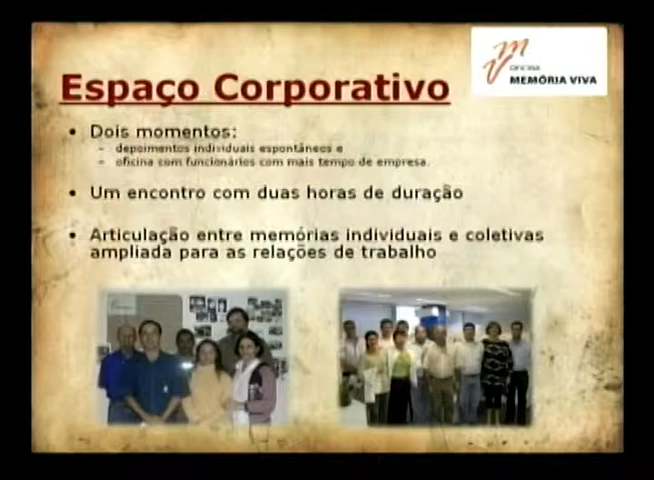 OFICINA
MEMÓRIA VIVA
Espaço Corporativo
• Dois momentos:
– depoimentos individuais espontâneos e
– oficina com funcionários com mais tempo de empresa.
• Um encontro com duas horas de duração
• Articulação entre memórias individuais e coletivas
ampliada para as relações de trabalho